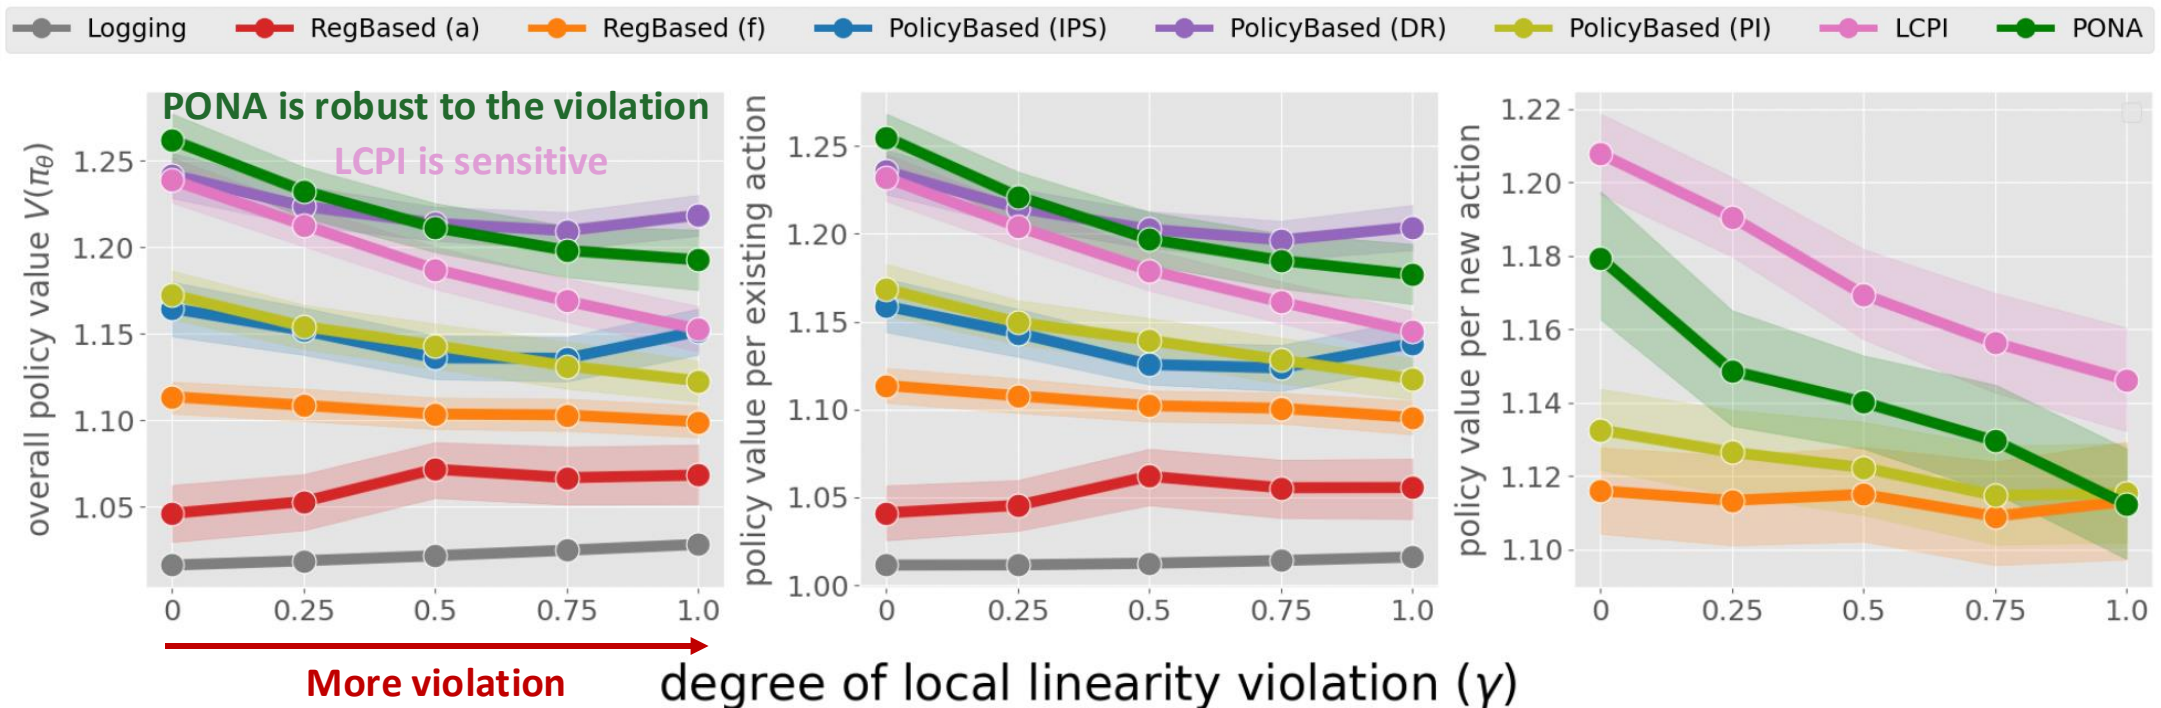 Logging RegBased (a) RegBased (f) PolicyBased (IPS) PolicyBased (DR) PolicyBased (PI) LCPI PONA
PONA is robust to the violation
LCPI is sensitive
overall policy value V(πθ)
1.25
1.20
1.15
1.10
1.05
0 0.25 0.5 0.75 1.0
policy value per existing action
1.25
1.20
1.15
1.10
1.05
1.00
0 0.25 0.5 0.75 1.0
policy value per new action
1.22
1.20
1.18
1.16
1.14
1.12
1.10
0 0.25 0.5 0.75 1.0
More violation
degree of local linearity violation (γ)